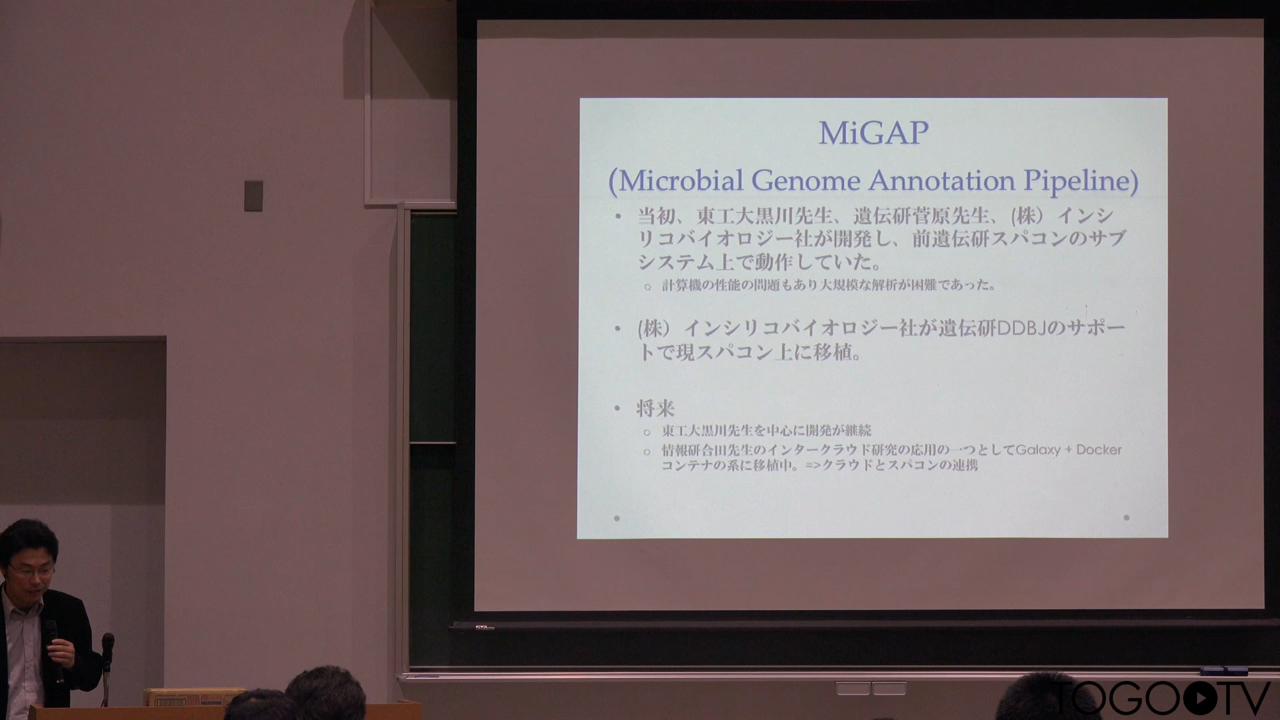 MiGAP
(Microbial Genome Annotation Pipeline)
• 当初、東工大黒川先生、遺伝研菅原先生、(株）インシ
リコバイオロジー社が開発し、前遺伝研スパコンのサブ
システム上で動作していた。
○ 計算機の性能の問題もあり大規模な解析が困難であった。
• (株）インシリコバイオロジー社が遺伝研DDBJのサポー
トで現スパコン上に移植。
• 将来
○ 東工大黒川先生を中心に開発が継続
○ 情報研合田先生のインタークラウド研究の応用の一つとしてGalaxy + Docker
コンテナの系に移植中。=>クラウドとスパコンの連携
TOGO TV